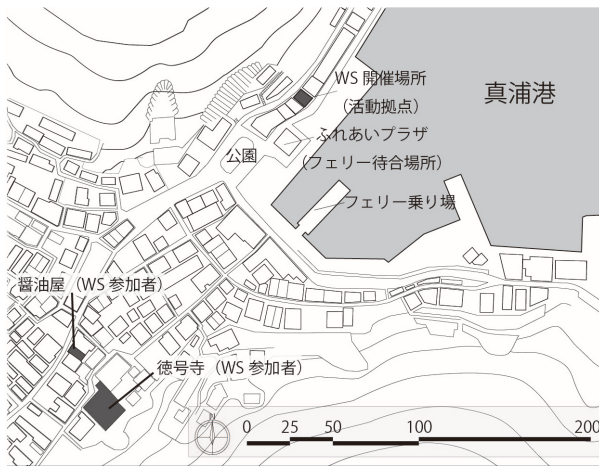 WS 開催場所
(活動拠点)
真浦港
ふれあいプラザ
(フェリー待合場所)
公園
フェリー乗り場
醤油屋（WS 参加者）
徳号寺（WS 参加者）
N
0 25 50 100 200